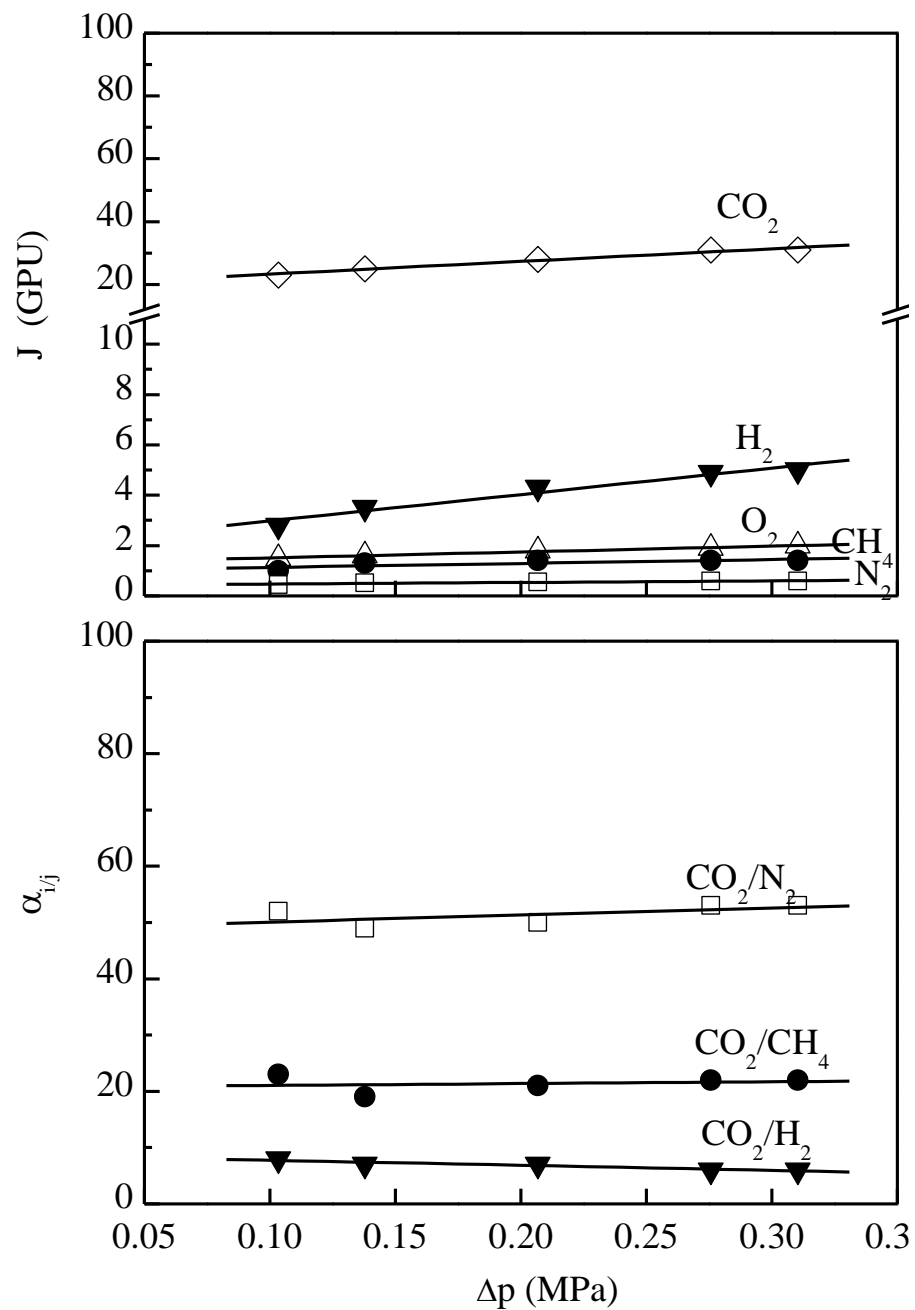 100
80
60
40
20
10
8
6
4
2
0
J (GPU)
CO₂
H₂
O₂
CH₄
N₂
100
80
60
40
20
0
α i/j
CO₂/N₂
CO₂/CH₄
CO₂/H₂
0.05 0.10 0.15 0.20 0.25 0.30 0.3
Δp (MPa)